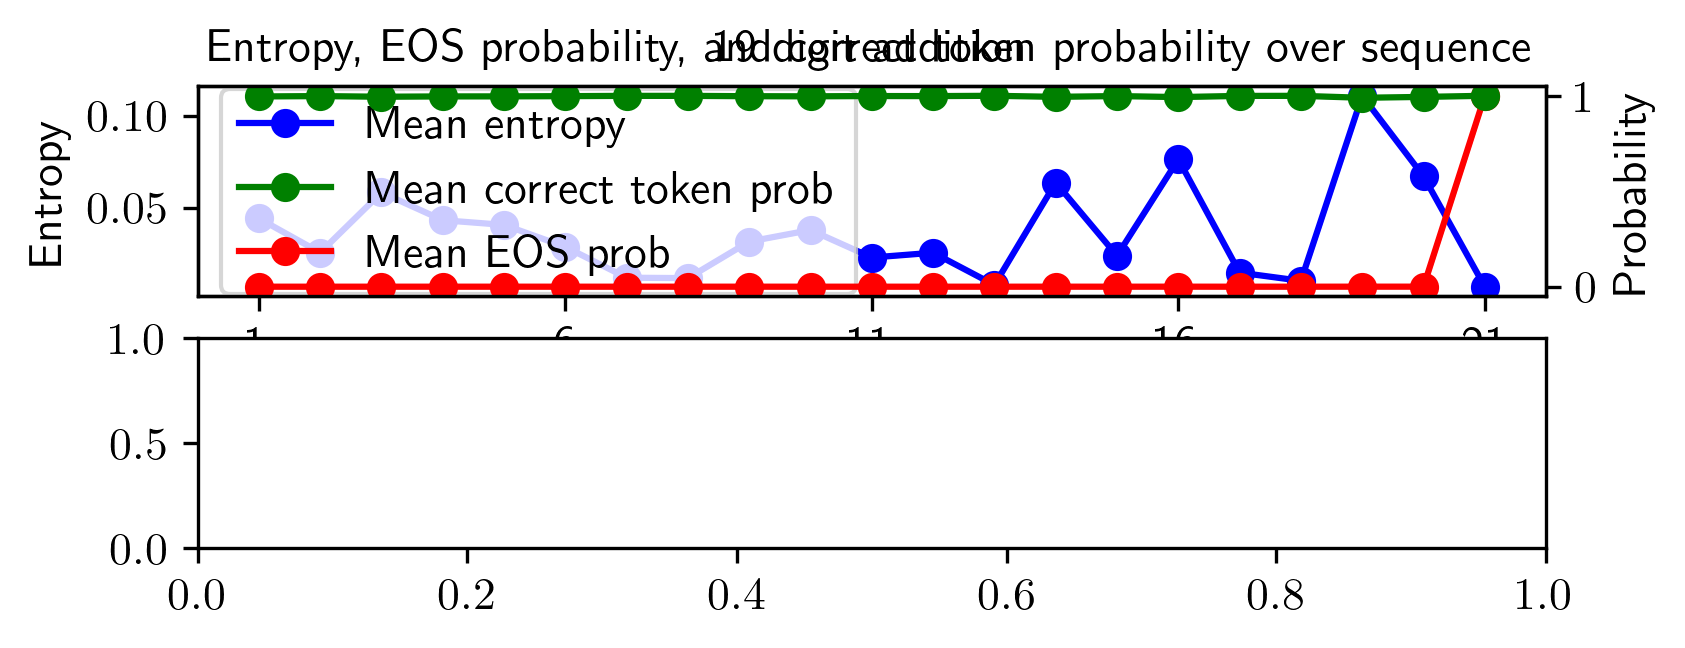 Entropy, EOS probability, and correct token probability over sequence
19 digit addition
Entropy
0.10
0.05
Mean entropy
Mean correct token prob
Mean EOS prob
1
0
Probability
1 6 11 16 21
1.0
0.5
0.0
0.0 0.2 0.4 0.6 0.8 1.0